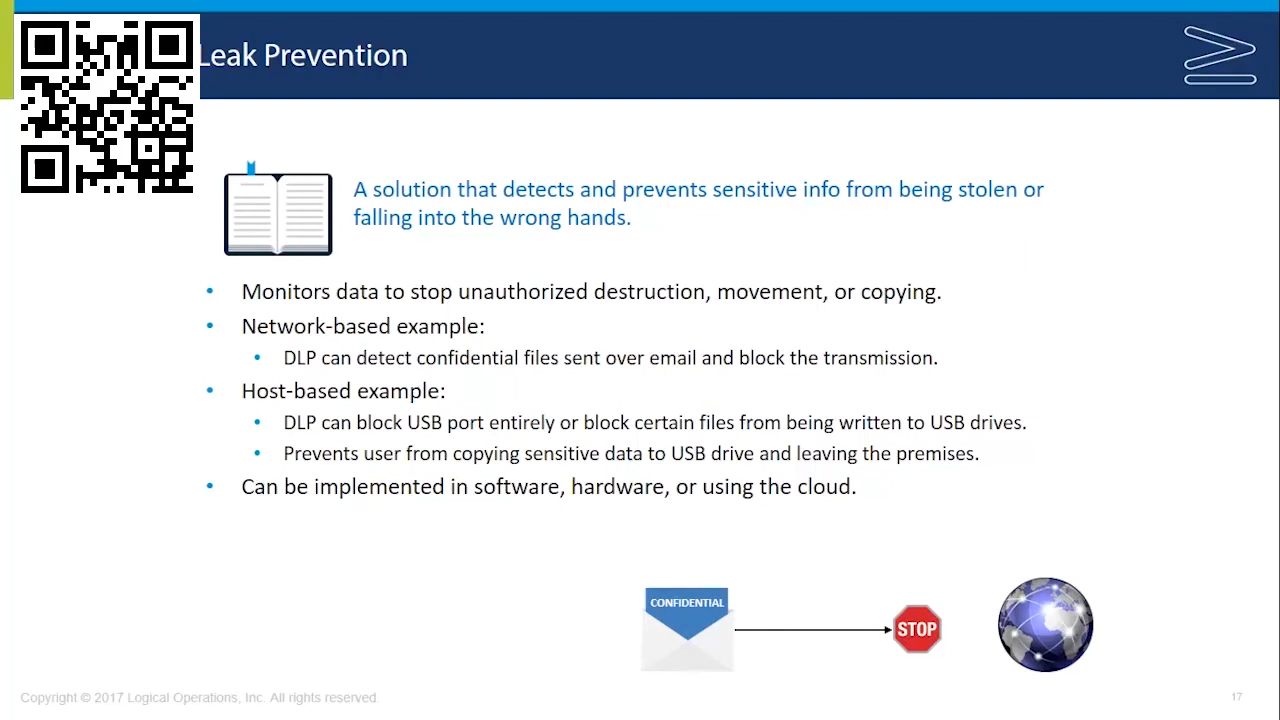 Leak Prevention
A solution that detects and prevents sensitive info from being stolen or
falling into the wrong hands.
• Monitors data to stop unauthorized destruction, movement, or copying.
• Network-based example:
• DLP can detect confidential files sent over email and block the transmission.
• Host-based example:
• DLP can block USB port entirely or block certain files from being written to USB drives.
• Prevents user from copying sensitive data to USB drive and leaving the premises.
• Can be implemented in software, hardware, or using the cloud.
CONFIDENTIAL
STOP
Copyright © 2017 Logical Operations, Inc. All rights reserved.
17